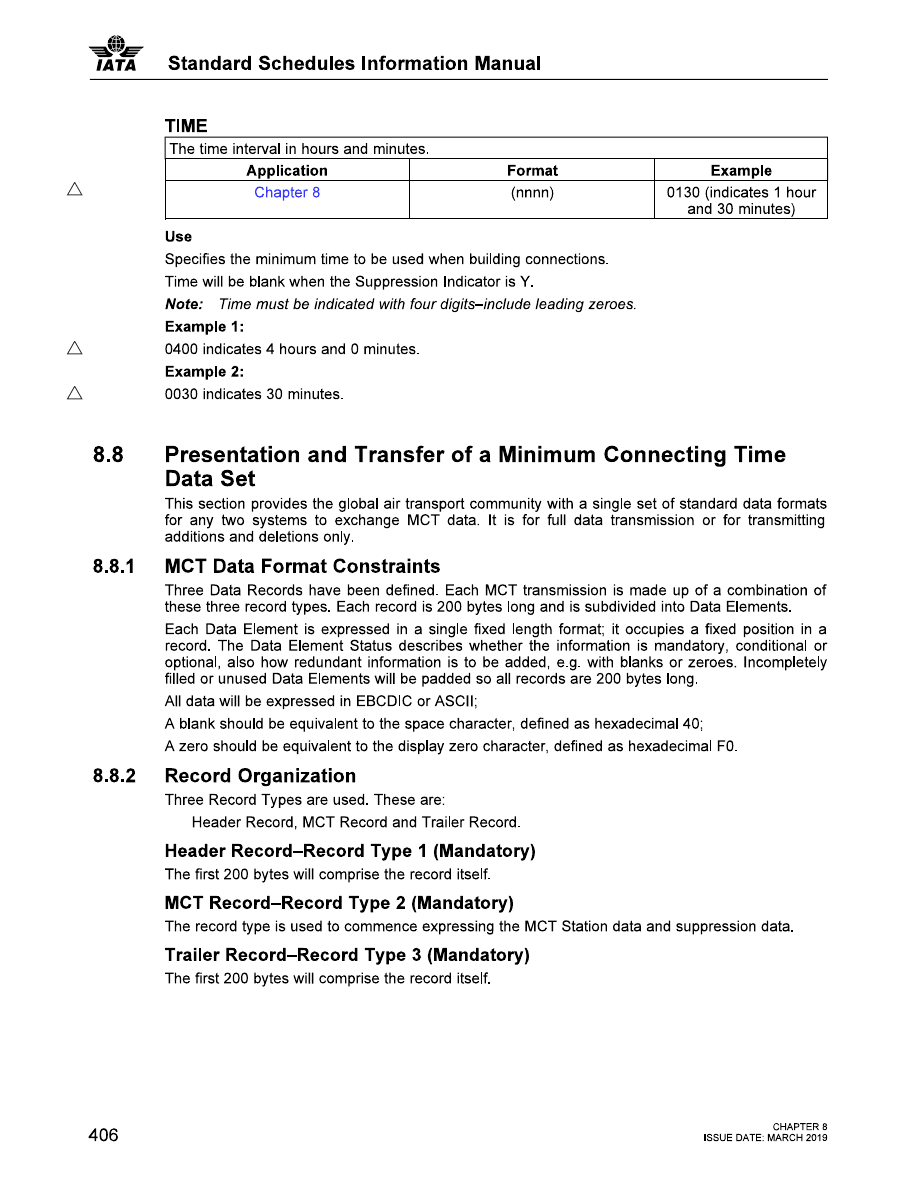 IATA
Standard Schedules Information Manual
TIME
The time interval in hours and minutes.
Application Format Example
△ Chapter 8 (nnnn) 0130 (indicates 1 hour
and 30 minutes)
Use
Specifies the minimum time to be used when building connections.
Time will be blank when the Suppression Indicator is Y.
Note: Time must be indicated with four digits–include leading zeroes.
Example 1:
△ 0400 indicates 4 hours and 0 minutes.
Example 2:
△ 0030 indicates 30 minutes.
8.8 Presentation and Transfer of a Minimum Connecting Time
Data Set
This section provides the global air transport community with a single set of standard data formats
for any two systems to exchange MCT data. It is for full data transmission or for transmitting
additions and deletions only.
8.8.1 MCT Data Format Constraints
Three Data Records have been defined. Each MCT transmission is made up of a combination of
these three record types. Each record is 200 bytes long and is subdivided into Data Elements.
Each Data Element is expressed in a single fixed length format; it occupies a fixed position in a
record. The Data Element Status describes whether the information is mandatory, conditional or
optional, also how redundant information is to be added, e.g. with blanks or zeroes. Incompletely
filled or unused Data Elements will be padded so all records are 200 bytes long.
All data will be expressed in EBCDIC or ASCII;
A blank should be equivalent to the space character, defined as hexadecimal 40;
A zero should be equivalent to the display zero character, defined as hexadecimal F0.
8.8.2 Record Organization
Three Record Types are used. These are:
Header Record, MCT Record and Trailer Record.
Header Record–Record Type 1 (Mandatory)
The first 200 bytes will comprise the record itself.
MCT Record–Record Type 2 (Mandatory)
The record type is used to commence expressing the MCT Station data and suppression data.
Trailer Record–Record Type 3 (Mandatory)
The first 200 bytes will comprise the record itself.
406
CHAPTER 8
ISSUE DATE: MARCH 2019